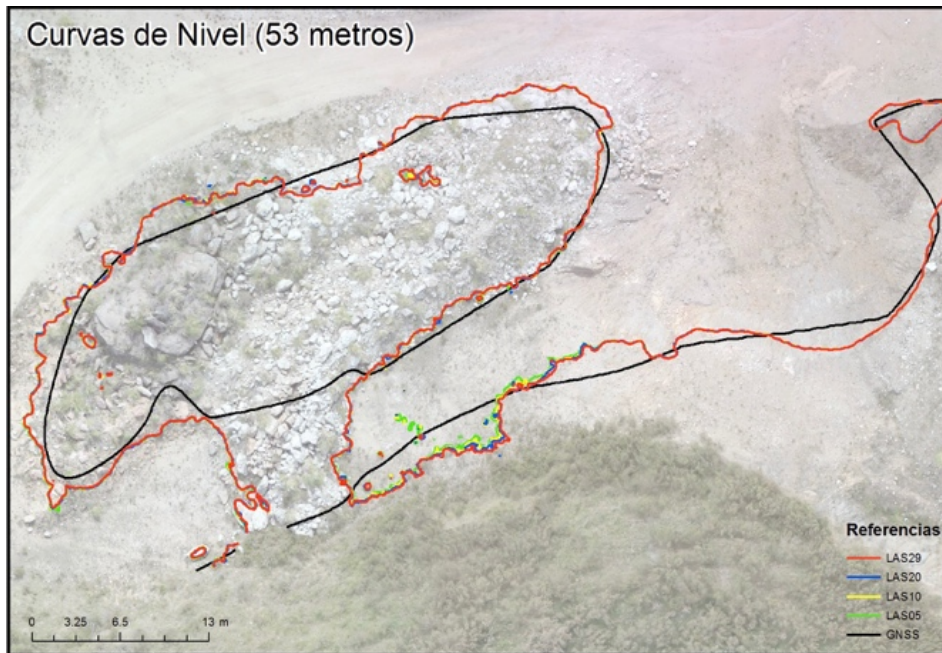 Curvas de Nivel (53 metros)
Referencias
LAS29
LAS20
LAS10
LAS05
GNSS
0 3.25 6.5 13 m